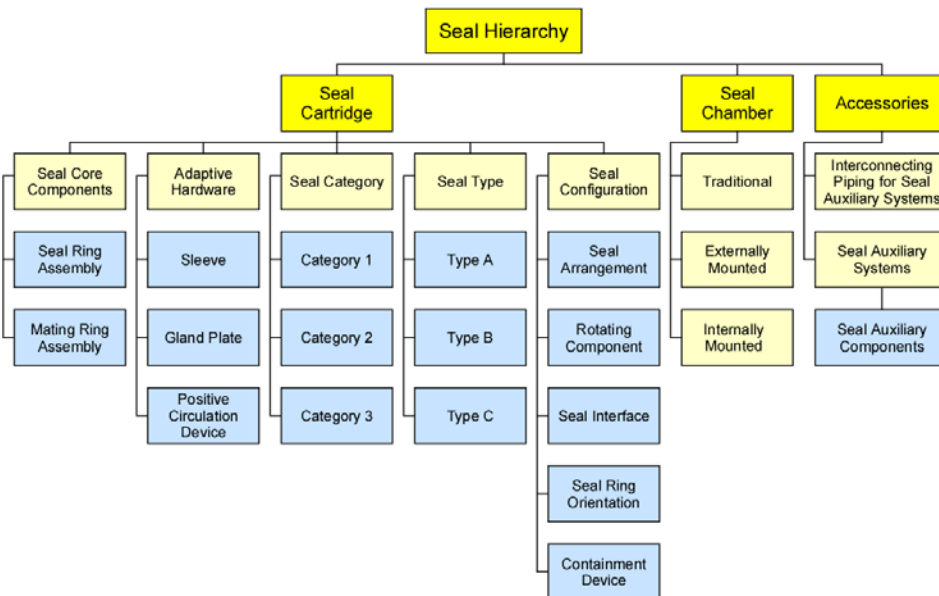 Seal Hierarchy
Seal
Cartridge
Seal
Chamber
Accessories
Seal Core
Components
Adaptive
Hardware
Seal Category
Seal Type
Seal
Configuration
Traditional
Interconnecting
Piping for Seal
Auxiliary Systems
Seal Ring
Assembly
Sleeve
Category 1
Type A
Seal
Arrangement
Externally
Mounted
Seal Auxiliary
Systems
Mating Ring
Assembly
Gland Plate
Category 2
Type B
Rotating
Component
Internally
Mounted
Seal Auxiliary
Components
Positive
Circulation
Device
Category 3
Type C
Seal Interface
Seal Ring
Orientation
Containment
Device